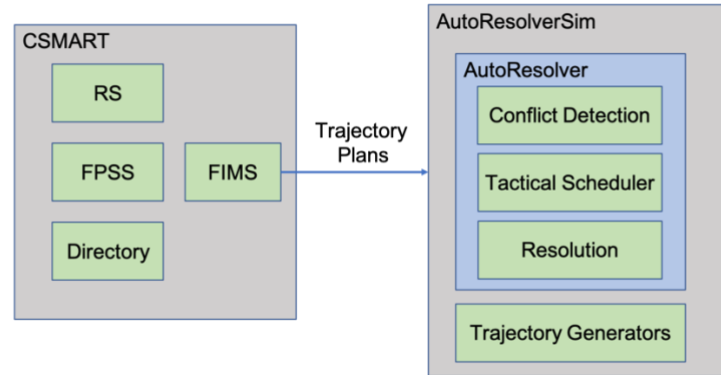 CSMART
RS
FPSS
FIMS
Directory
Trajectory
Plans
AutoResolverSim
AutoResolver
Conflict Detection
Tactical Scheduler
Resolution
Trajectory Generators